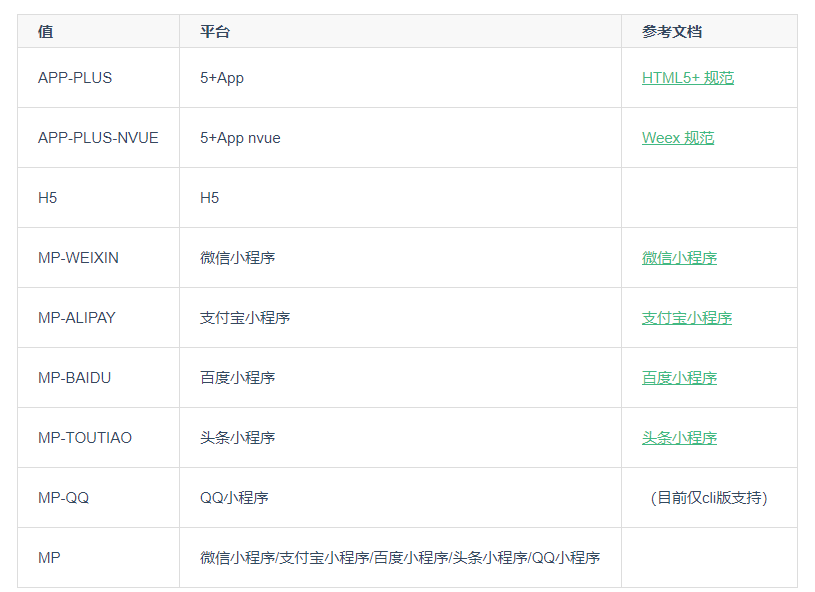 值 平台 参考文档
APP-PLUS 5+App HTML5+ 规范
APP-PLUS-NVUE 5+App nvue Weex 规范
H5 H5
MP-WEIXIN 微信小程序 微信小程序
MP-ALIPAY 支付宝小程序 支付宝小程序
MP-BAIDU 百度小程序 百度小程序
MP-TOUTIAO 头条小程序 头条小程序
MP-QQ QQ小程序 （目前仅cli版支持）
MP 微信小程序/支付宝小程序/百度小程序/头条小程序/QQ小程序